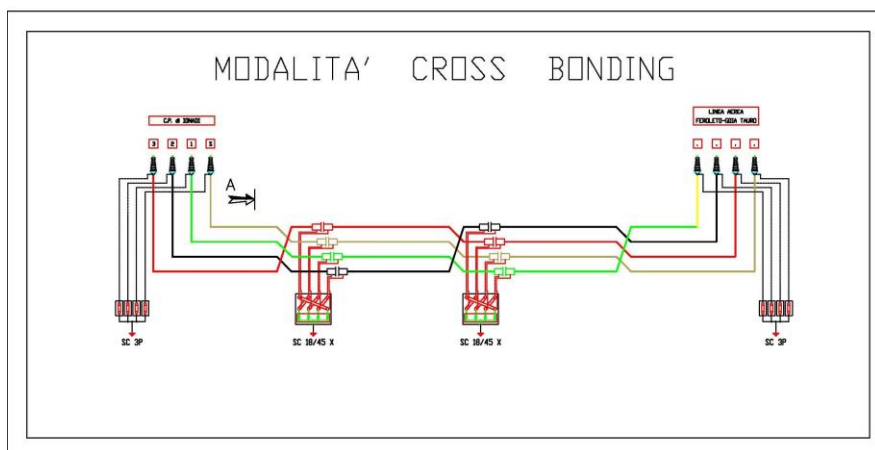 MODALITA' CROSS BONDING
C.P. di IONADI
LINEA AEREA
FEROLETO-GIOIA TAURO
3 2 1 S
A
SC 3P
SC 18/45 X
SC 18/45 X
SC 3P